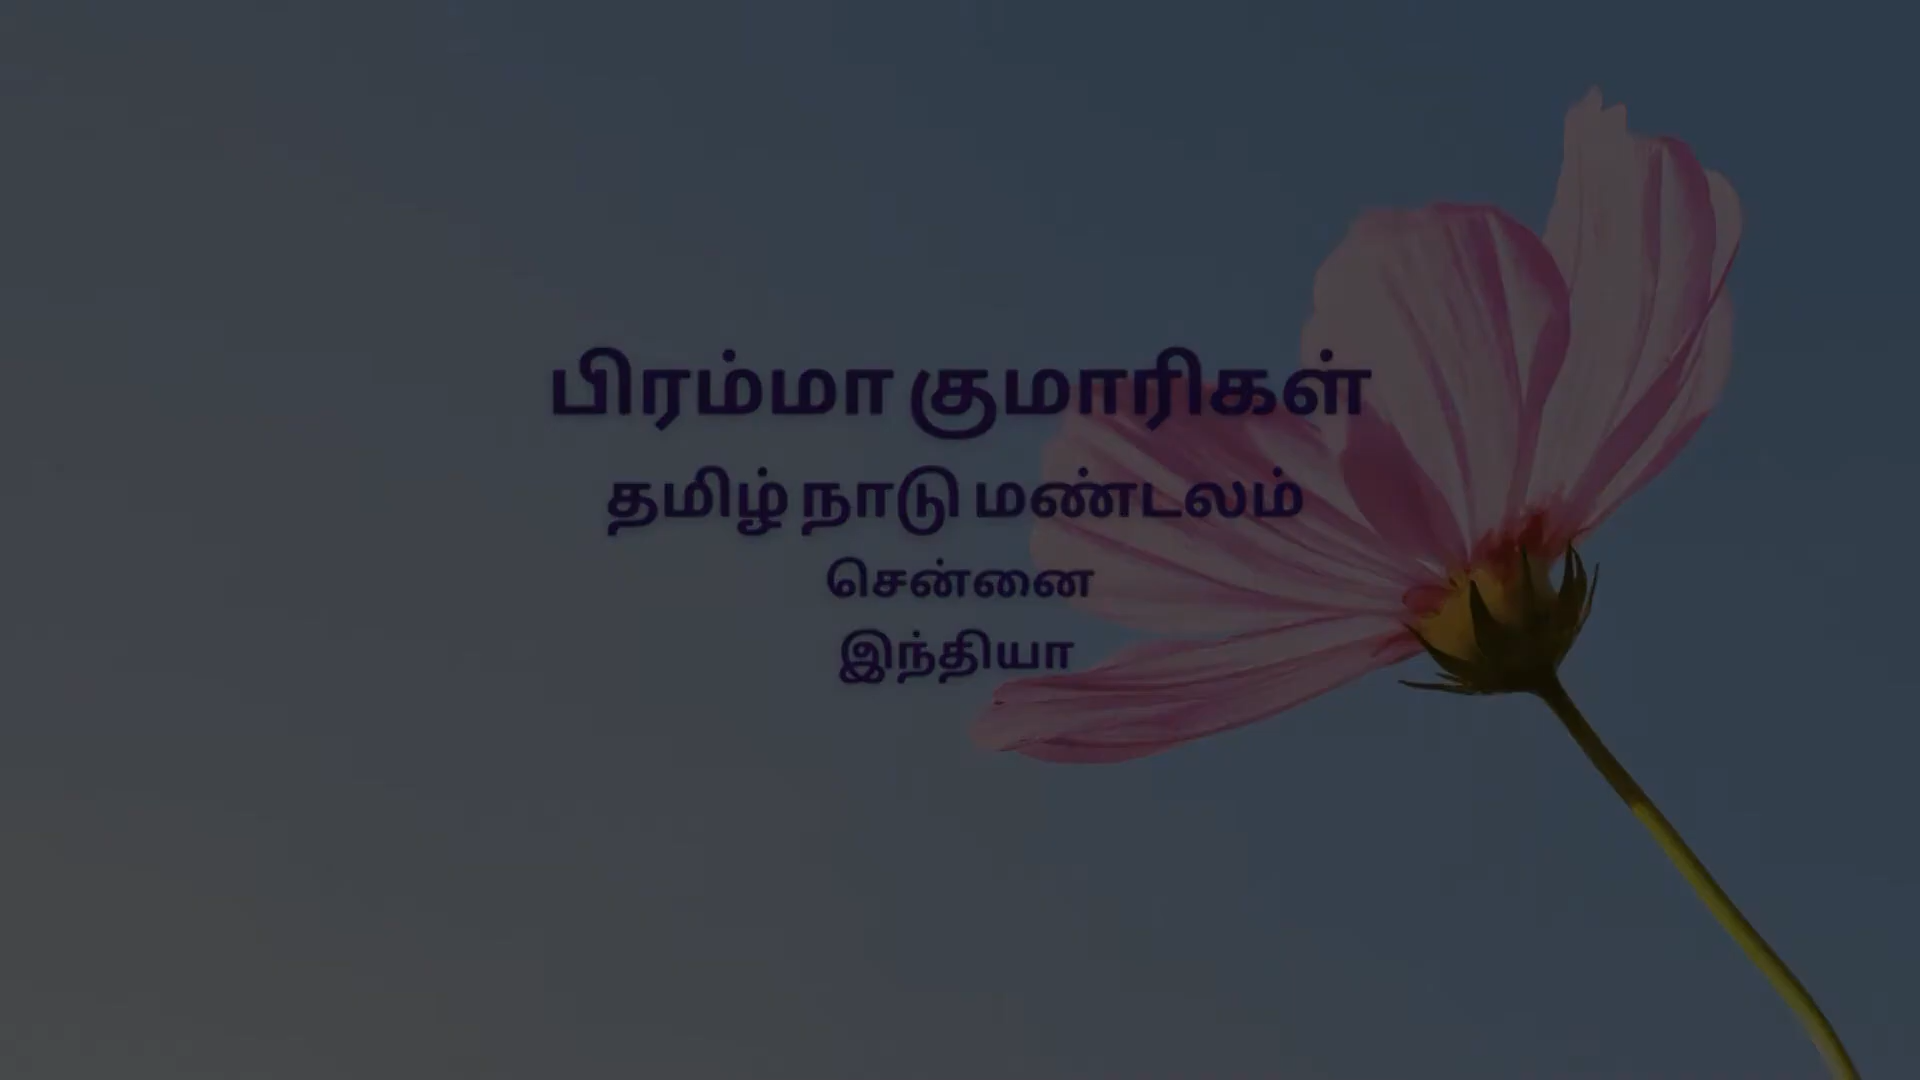 பிரம்மா குமாரிகள்
தமிழ் நாடு மண்டலம்
சென்னை
இந்தியா